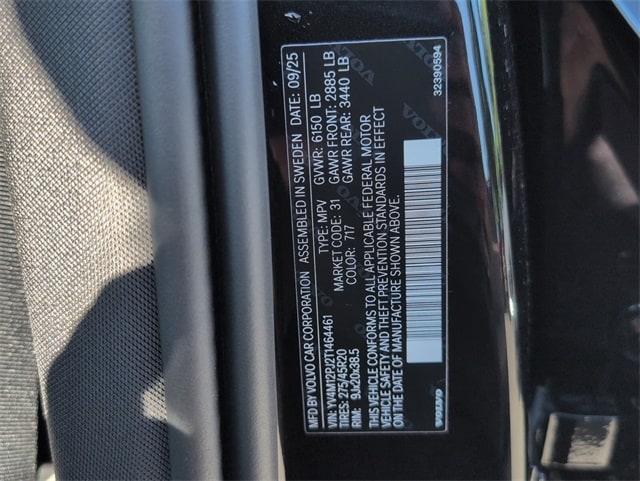 MFD BY VOLVO CAR CORPORATION ASSEMBLED IN SWEDEN DATE: 09/25
VIN: YV4M12RJ2T1464461 TYPE: MPV GVWR: 6150 LB
TIRES: 275/45R20 MARKET CODE: 31 GAWR FRONT: 2885 LB
RIM: 9Jx20x38.5 COLOR: 717 GAWR REAR: 3440 LB
THIS VEHICLE CONFORMS TO ALL APPLICABLE FEDERAL MOTOR
VEHICLE SAFETY AND THEFT PREVENTION STANDARDS IN EFFECT
ON THE DATE OF MANUFACTURE SHOWN ABOVE.
VOLVO 32390594